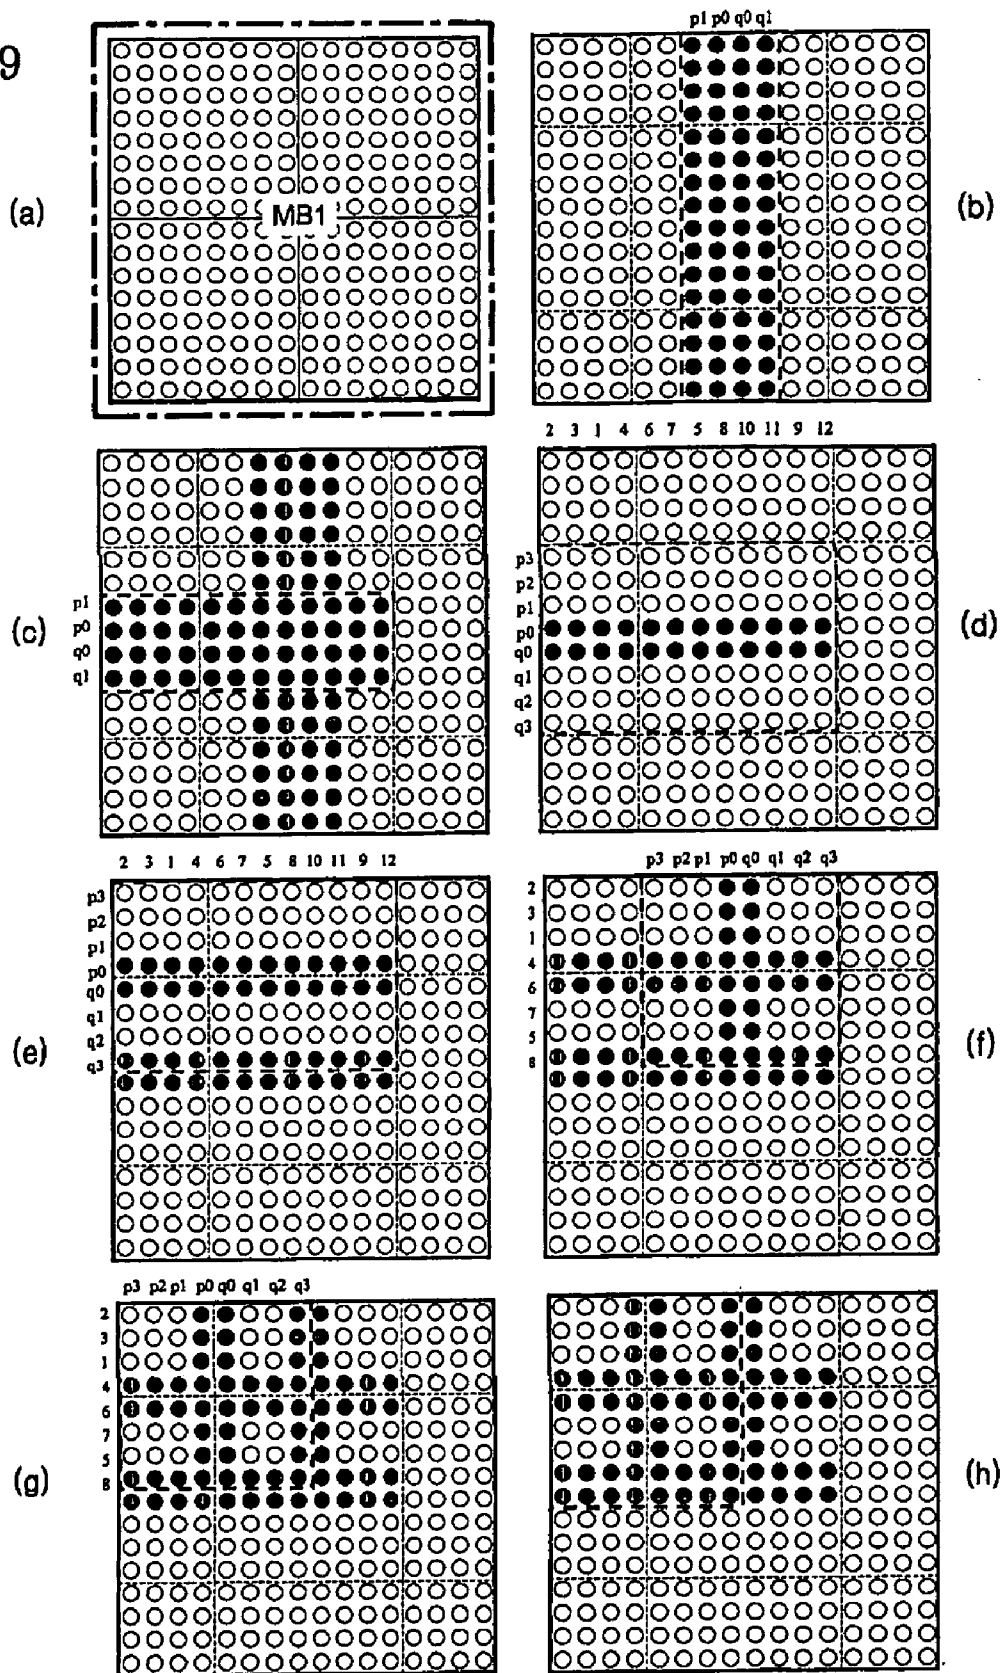 9
(a)
MB1
p1 p0 q0 q1
(b)
(c)
p1
p0
q0
q1
2 3 1 4 6 7 5 8 10 11 9 12
p3
p2
p1
p0
q0
q1
q2
q3
(d)
2 3 1 4 6 7 5 8 10 11 9 12
p3
p2
p1
p0
q0
q1
q2
q3
(e)
p3 p2 p1 p0 q0 q1 q2 q3
2
3
1
4
6
7
5
8
(f)
p3 p2 p1 p0 q0 q1 q2 q3
2
3
1
4
6
7
5
8
(g)
(h)